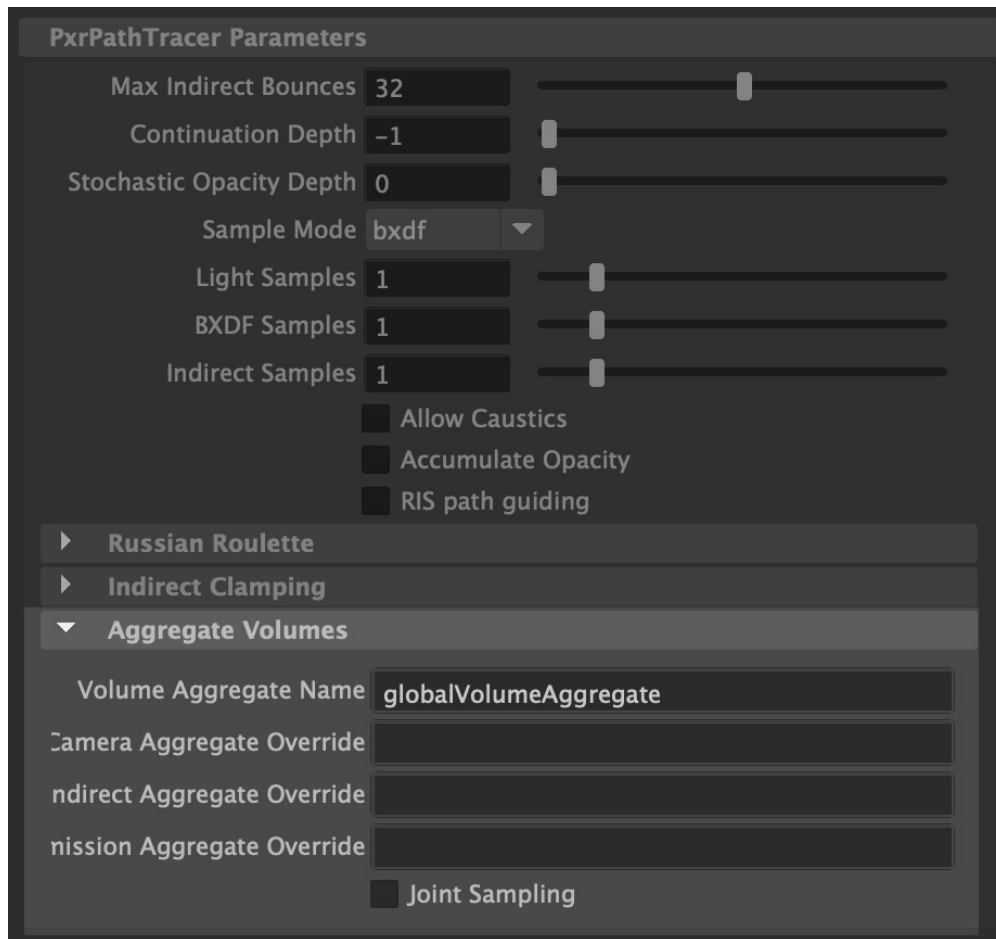 PxrPathTracer Parameters
Max Indirect Bounces 32
Continuation Depth -1
Stochastic Opacity Depth 0
Sample Mode bxdf
Light Samples 1
BXDF Samples 1
Indirect Samples 1
Allow Caustics
Accumulate Opacity
RIS path guiding
Russian Roulette
Indirect Clamping
Aggregate Volumes
Volume Aggregate Name globalVolumeAggregate
Camera Aggregate Override
ndirect Aggregate Override
nission Aggregate Override
Joint Sampling